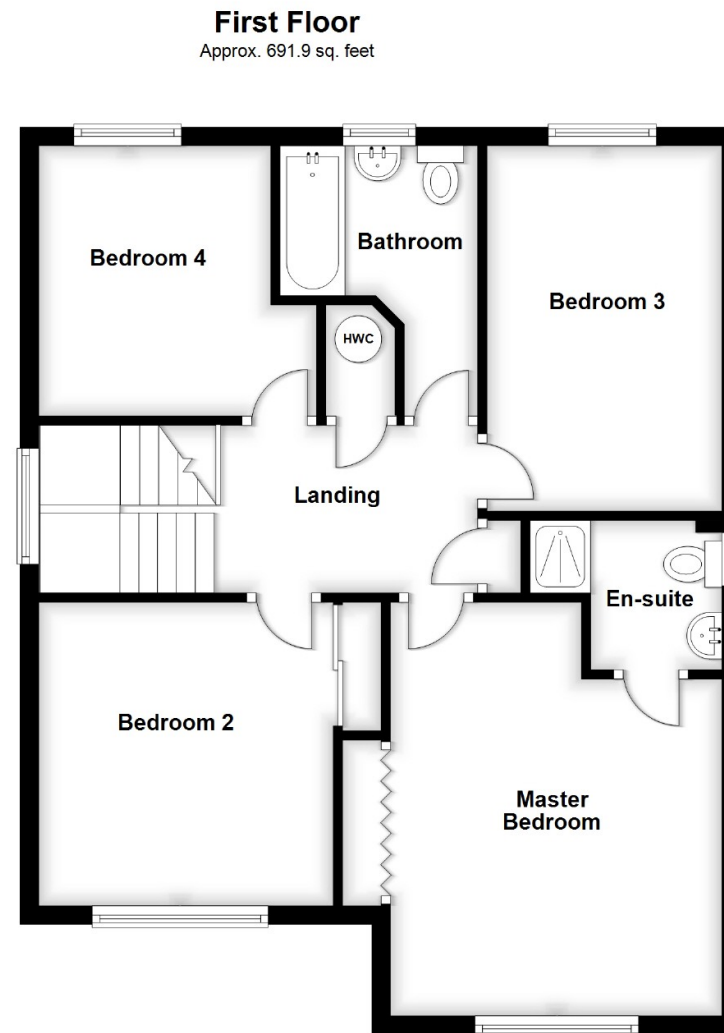 First Floor
Approx. 691.9 sq. feet
Bedroom 4
Bathroom
Bedroom 3
HWC
Landing
En-suite
Bedroom 2
Master
Bedroom